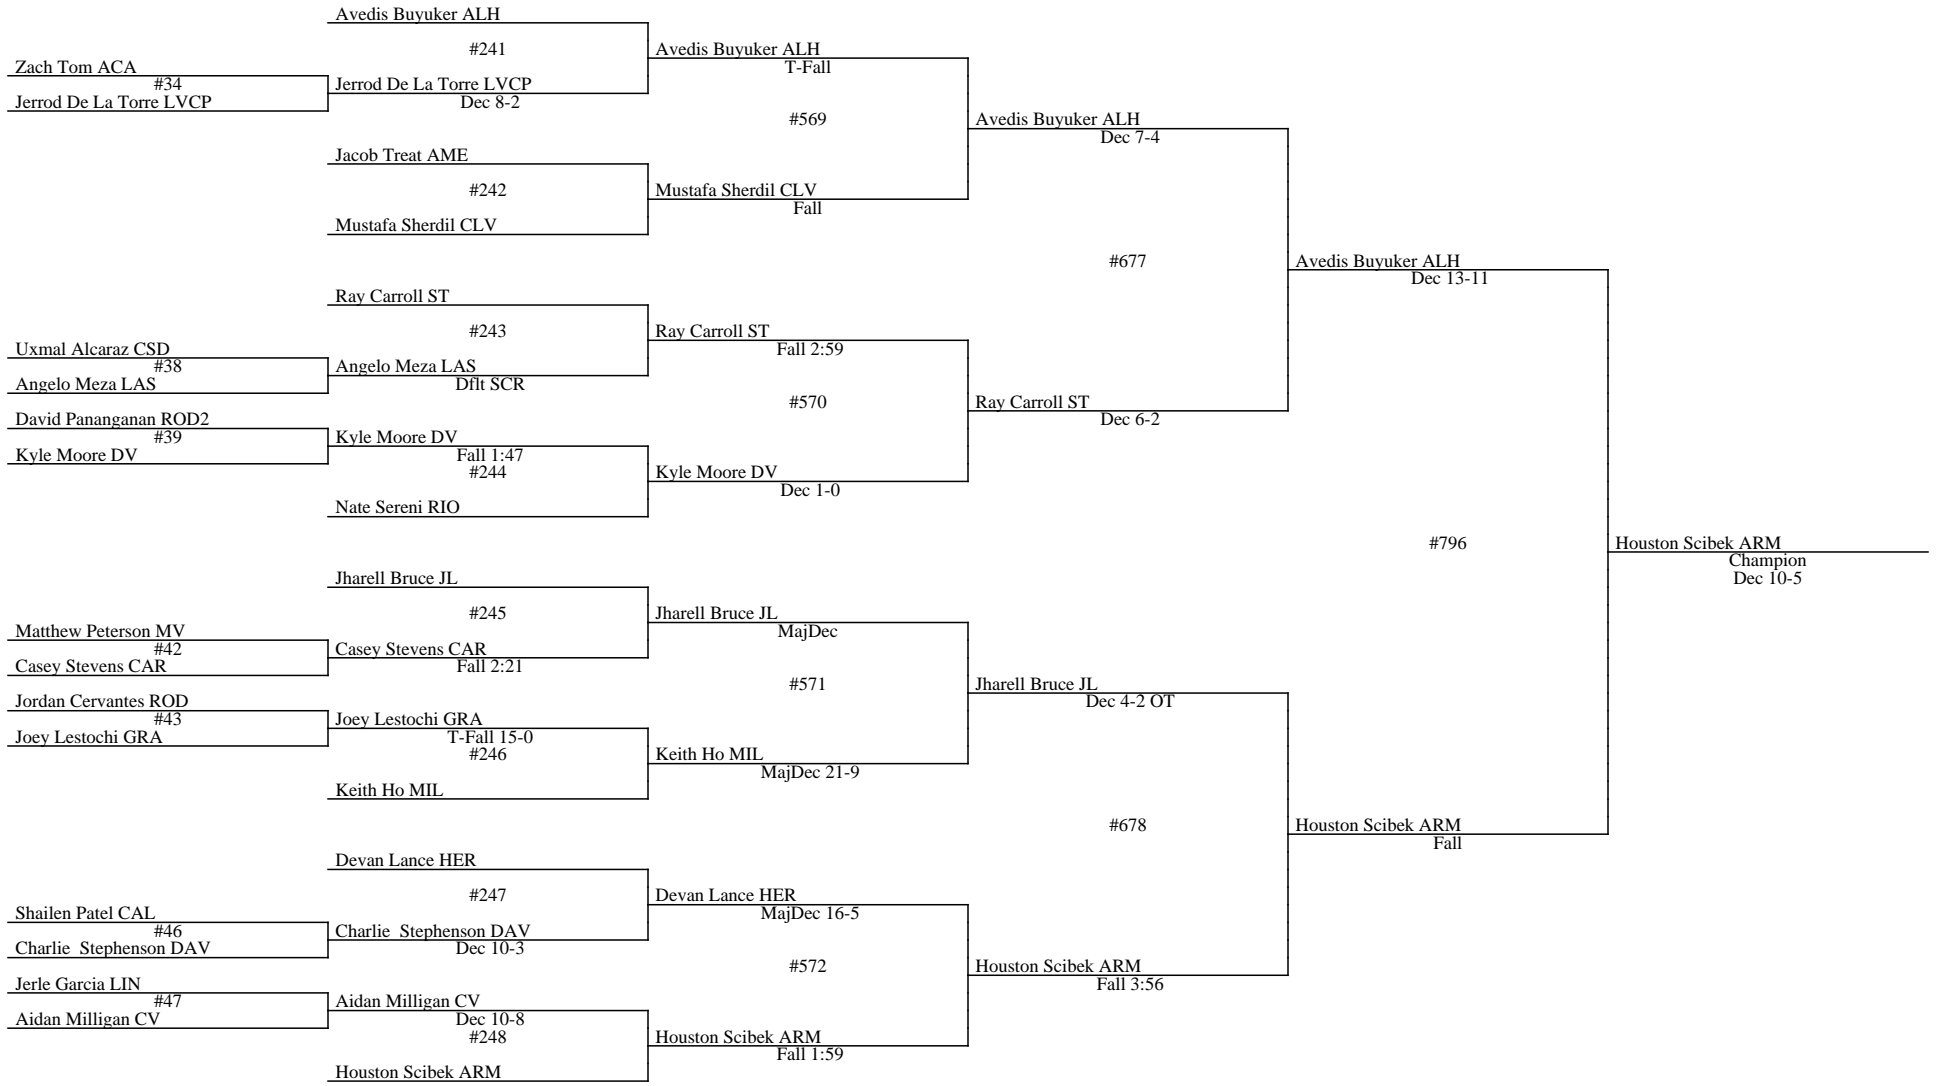 Avedis Buyuker ALH
#241
Avedis Buyuker ALH
T-Fall
Zach Tom ACA
#34
Jerrod De La Torre LVCP
Jerrod De La Torre LVCP
Dec 8-2
#569
Avedis Buyuker ALH
Dec 7-4
Jacob Treat AME
#242
Mustafa Sherdil CLV
Fall
Mustafa Sherdil CLV
#677
Avedis Buyuker ALH
Dec 13-11
Ray Carroll ST
#243
Ray Carroll ST
Fall 2:59
Uxmal Alcaraz CSD
#38
Angelo Meza LAS
Angelo Meza LAS
Dflt SCR
#570
Ray Carroll ST
Dec 6-2
David Pananganan ROD2
#39
Kyle Moore DV
Kyle Moore DV
Fall 1:47
#244
Kyle Moore DV
Dec 1-0
Nate Sereni RIO
#796
Houston Scibek ARM
Champion
Dec 10-5
Jharell Bruce JL
#245
Jharell Bruce JL
MajDec
Matthew Peterson MV
#42
Casey Stevens CAR
Casey Stevens CAR
Fall 2:21
#571
Jharell Bruce JL
Dec 4-2 OT
Jordan Cervantes ROD
#43
Joey Lestochi GRA
Joey Lestochi GRA
T-Fall 15-0
#246
Keith Ho MIL
MajDec 21-9
Keith Ho MIL
#678
Houston Scibek ARM
Fall
Devan Lance HER
#247
Devan Lance HER
MajDec 16-5
Shailen Patel CAL
#46
Charlie  Stephenson DAV
Charlie  Stephenson DAV
Dec 10-3
#572
Houston Scibek ARM
Fall 3:56
Jerle Garcia LIN
#47
Aidan Milligan CV
Aidan Milligan CV
Dec 10-8
#248
Houston Scibek ARM
Fall 1:59
Houston Scibek ARM